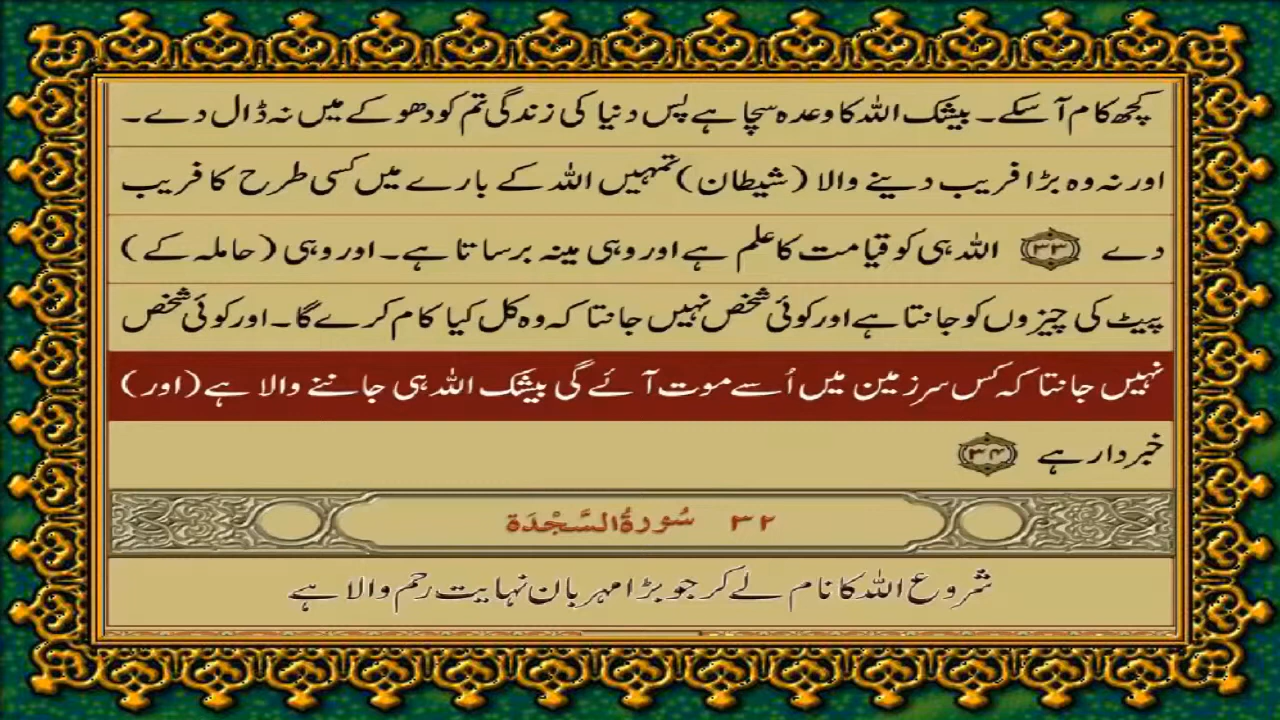 کچھ کام آ سکے۔ بیشک اللہ کا وعدہ سچا ہے پس دنیا کی زندگی تم کو دھوکے میں نہ ڈال دے۔
اور نہ وہ بڑا فریب دینے والا (شیطان) تمہیں اللہ کے بارے میں کسی طرح کا فریب
دے ۳۳ اللہ ہی کو قیامت کا علم ہے اور وہی مینہ برساتا ہے۔ اور وہی (حاملہ کے)
پیٹ کی چیزوں کو جانتا ہے اور کوئی شخص نہیں جانتا کہ وہ کل کیا کام کرے گا۔ اور کوئی شخص
نہیں جانتا کہ کس سرزمین میں اُسے موت آئے گی بیشک اللہ ہی جاننے والا ہے (اور)
خبردار ہے ۳۴
۳۲ سُورۃُالسَّجْدَۃ
شروع اللہ کا نام لے کر جو بڑا مہربان نہایت رحم والا ہے